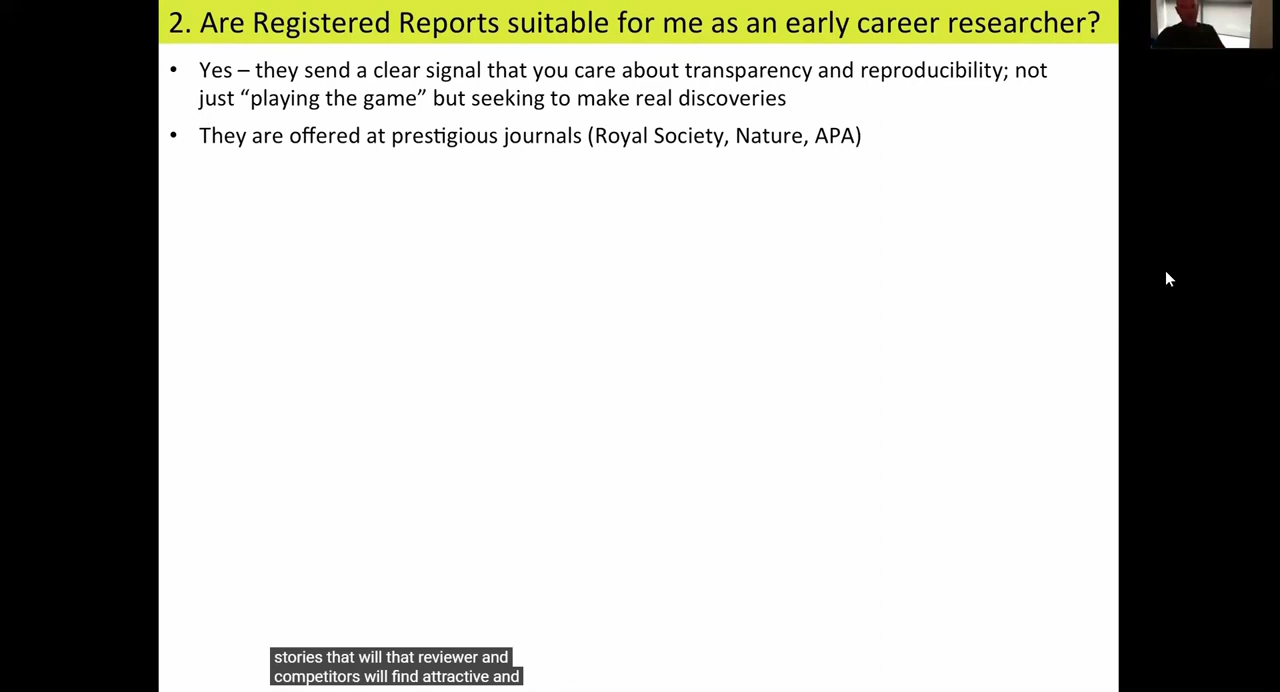 2. Are Registered Reports suitable for me as an early career researcher?
• Yes – they send a clear signal that you care about transparency and reproducibility; not
just “playing the game” but seeking to make real discoveries
• They are offered at prestigious journals (Royal Society, Nature, APA)
stories that will that reviewer and
competitors will find attractive and